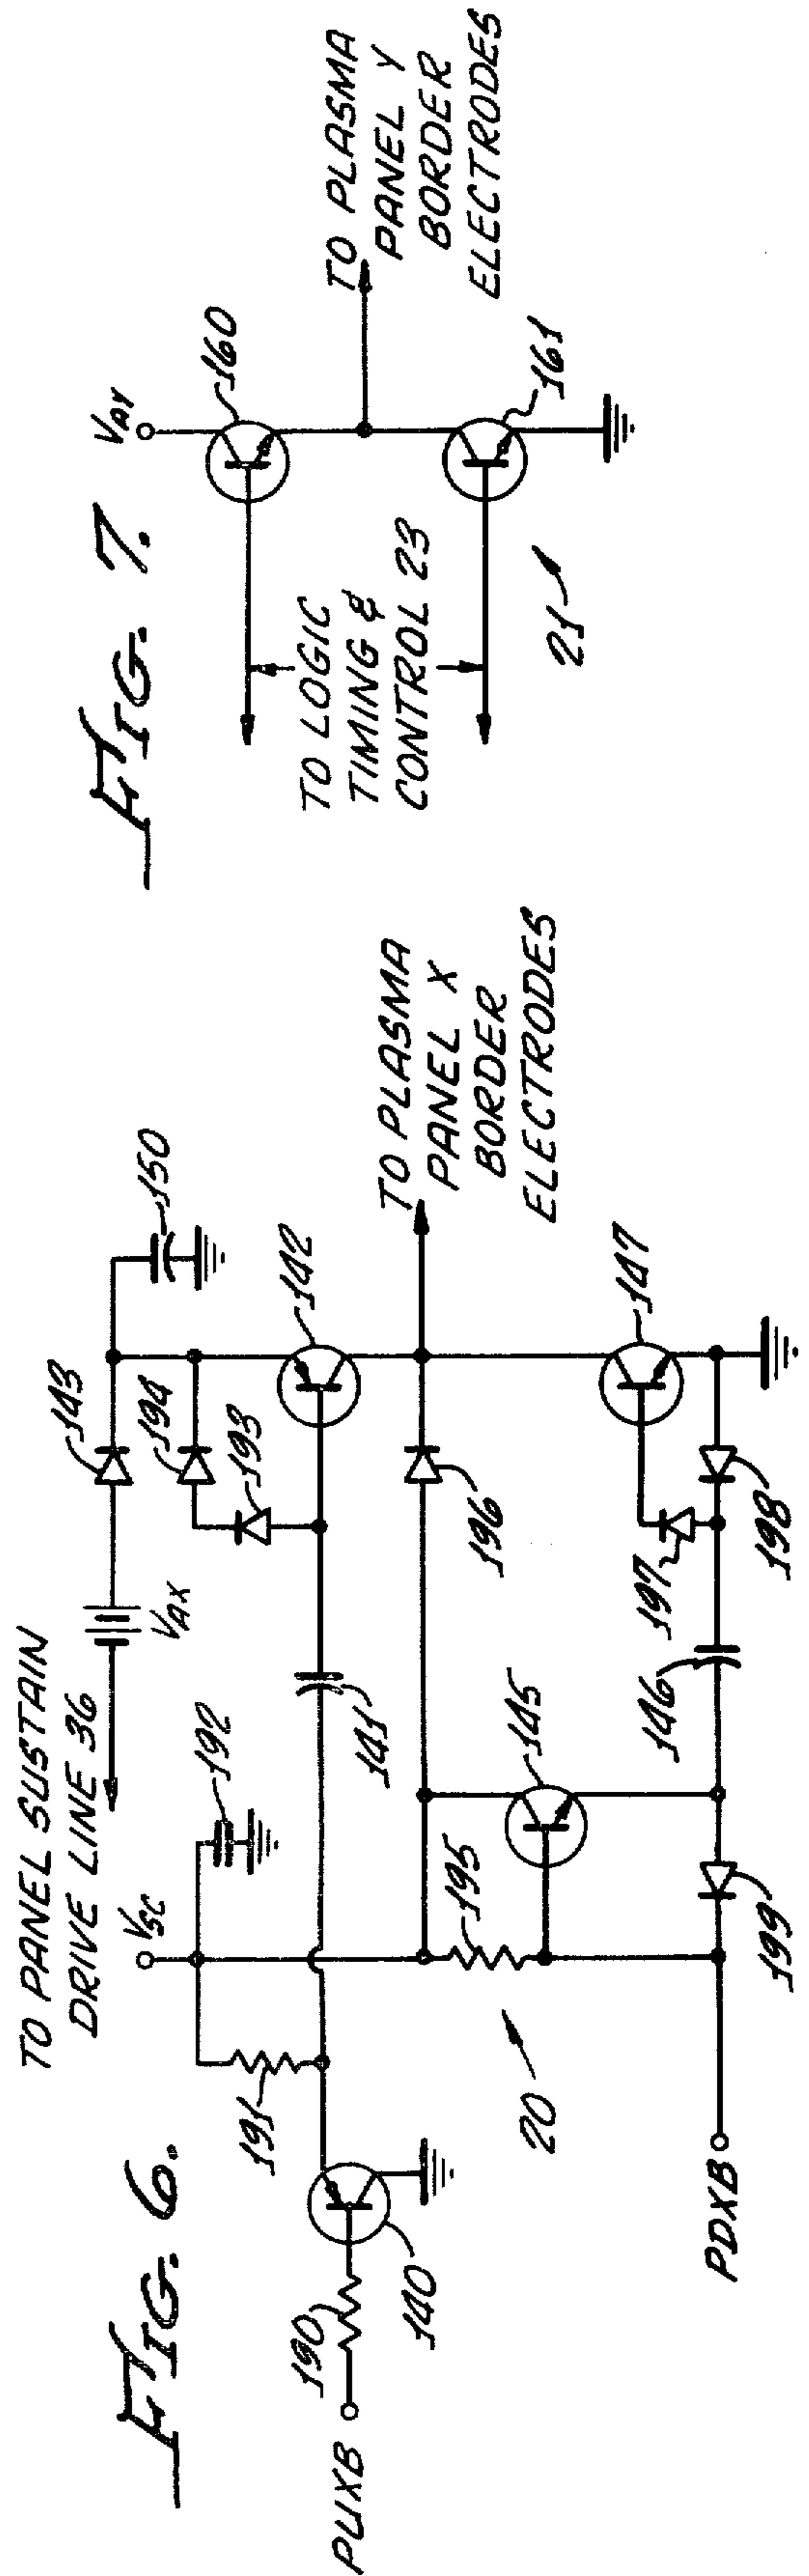 FIG. 6.
TO PANEL SUSTAIN
DRIVE LINE 36
VAX
VSC
143
150
192
194
193
142
191
141
PUXB
190
140
TO PLASMA
PANEL X
BORDER
ELECTRODES
196
195
145
147
20
146
197
198
199
PDXB
FIG. 7.
VAY
160
TO LOGIC
TIMING &
CONTROL 23
TO PLASMA
PANEL Y
BORDER
ELECTRODES
161
21